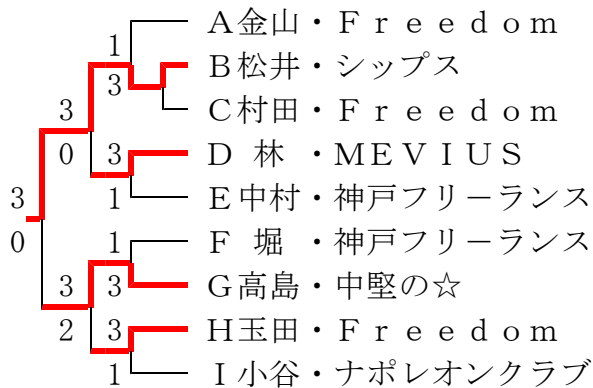 A金山・Ｆｒｅｅｄｏｍ
1
B松井・シップス
3
C村田・Ｆｒｅｅｄｏｍ
3
0
3
D 林 ・ＭＥＶＩＵＳ
1
E中村・神戸フリーランス
3
0
1
F 堀 ・神戸フリーランス
3
3
G高島・中堅の☆
2
3
H玉田・Ｆｒｅｅｄｏｍ
1
I小谷・ナポレオンクラブ